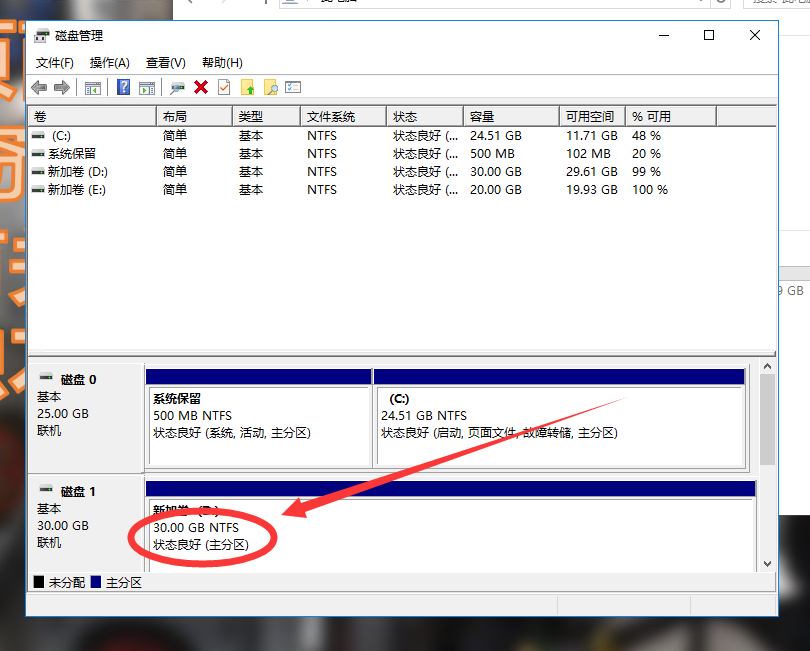 磁盘管理
文件(F) 操作(A) 查看(V) 帮助(H)
卷 布局 类型 文件系统 状态 容量 可用空间 % 可用
(C:) 简单 基本 NTFS 状态良好 (... 24.51 GB 11.71 GB 48 %
系统保留 简单 基本 NTFS 状态良好 (... 500 MB 102 MB 20 %
新加卷 (D:) 简单 基本 NTFS 状态良好 (... 30.00 GB 29.61 GB 99 %
新加卷 (E:) 简单 基本 NTFS 状态良好 (... 20.00 GB 19.93 GB 100 %
9 GB
磁盘 0
基本
25.00 GB
联机
系统保留
500 MB NTFS
状态良好 (系统, 活动, 主分区)
(C:)
24.51 GB NTFS
状态良好 (启动, 页面文件, 故障转储, 主分区)
磁盘 1
基本
30.00 GB
联机
新加卷 (D:)
30.00 GB NTFS
状态良好 (主分区)
未分配 主分区